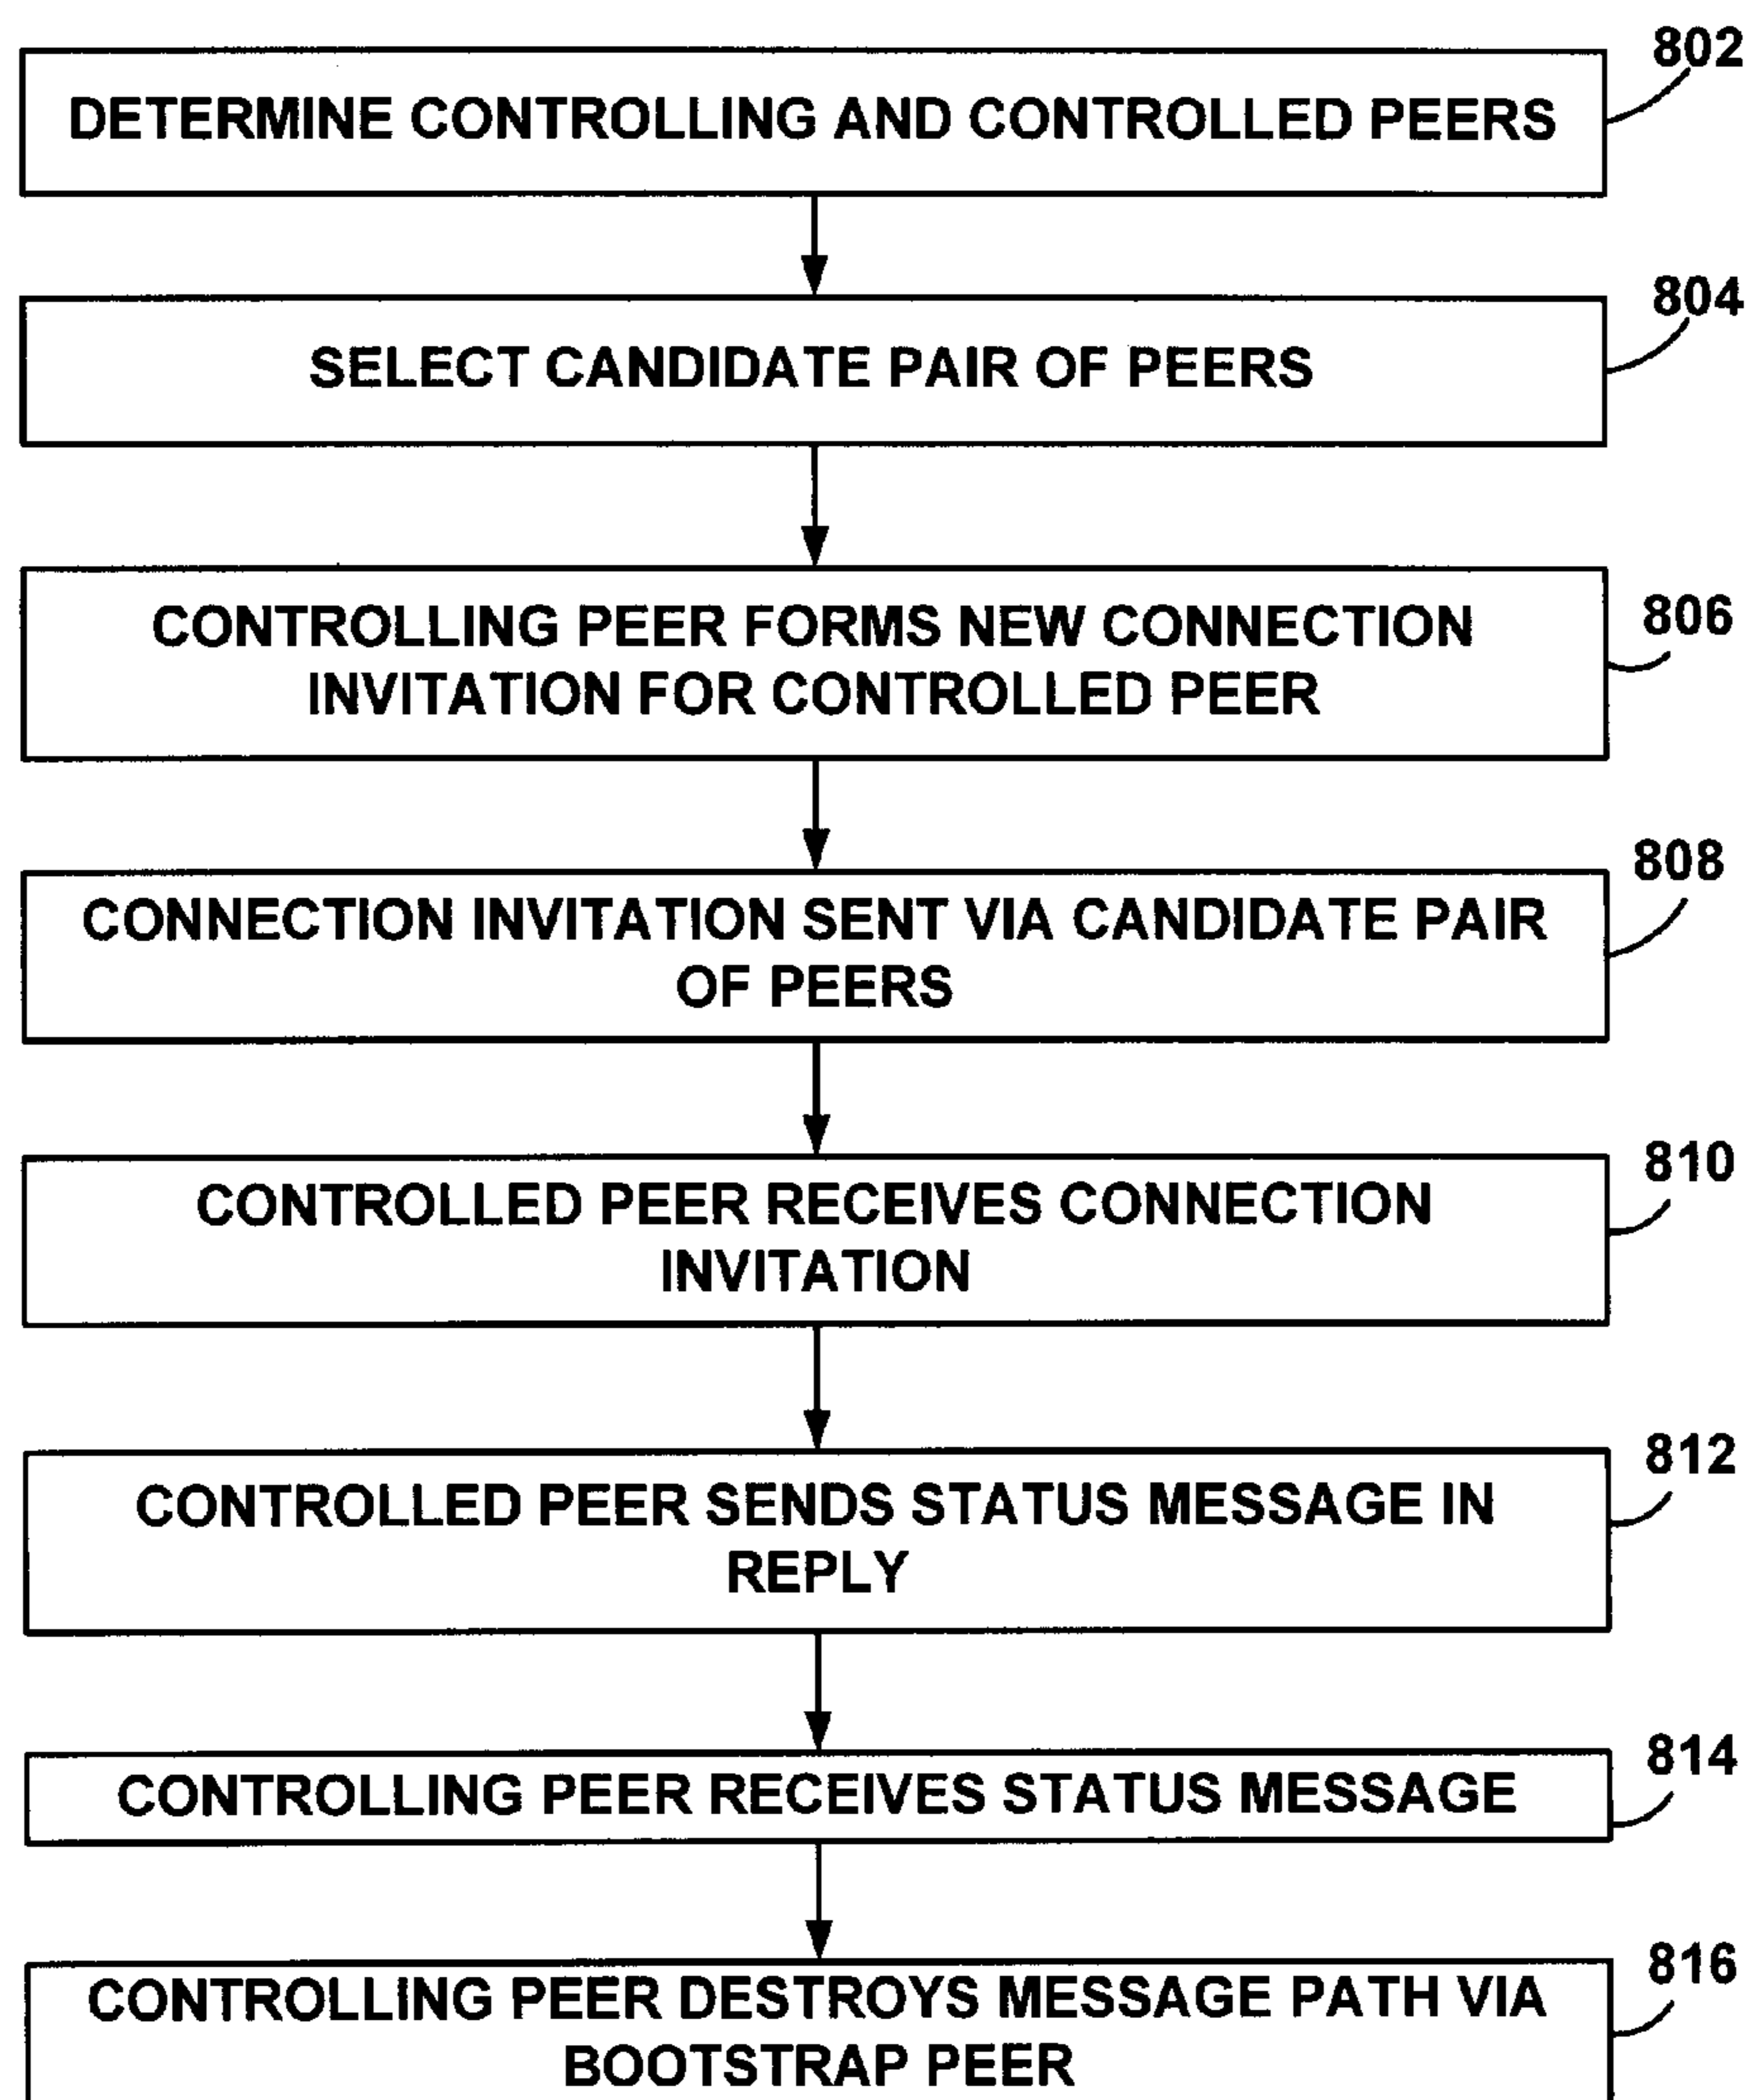 802
DETERMINE CONTROLLING AND CONTROLLED PEERS
804
SELECT CANDIDATE PAIR OF PEERS
806
CONTROLLING PEER FORMS NEW CONNECTION
INVITATION FOR CONTROLLED PEER
808
CONNECTION INVITATION SENT VIA CANDIDATE PAIR
OF PEERS
810
CONTROLLED PEER RECEIVES CONNECTION
INVITATION
812
CONTROLLED PEER SENDS STATUS MESSAGE IN
REPLY
814
CONTROLLING PEER RECEIVES STATUS MESSAGE
816
CONTROLLING PEER DESTROYS MESSAGE PATH VIA
BOOTSTRAP PEER